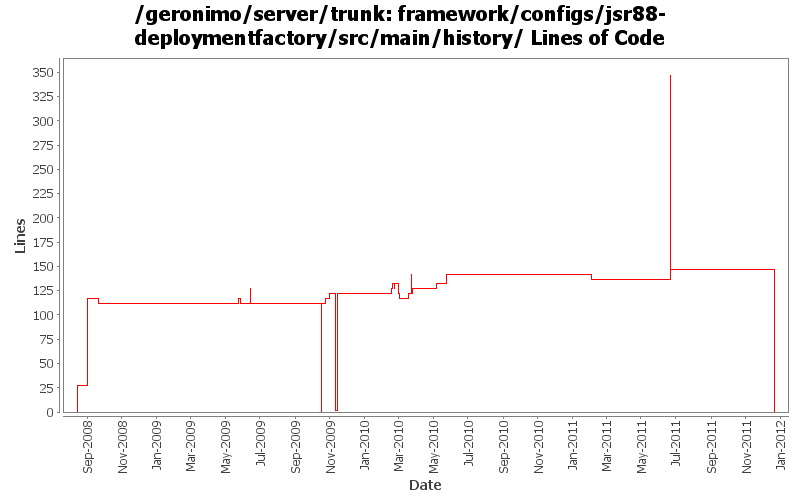 /geronimo/server/trunk: framework/configs/jsr88-
deploymentfactory/src/main/history/ Lines of Code
350
325
300
275
250
225
200
175
150
125
100
75
50
25
0
Lines
Sep-2008
Nov-2008
Jan-2009
Mar-2009
May-2009
Jul-2009
Sep-2009
Nov-2009
Jan-2010
Mar-2010
May-2010
Jul-2010
Sep-2010
Nov-2010
Jan-2011
Mar-2011
May-2011
Jul-2011
Sep-2011
Nov-2011
Jan-2012
Date